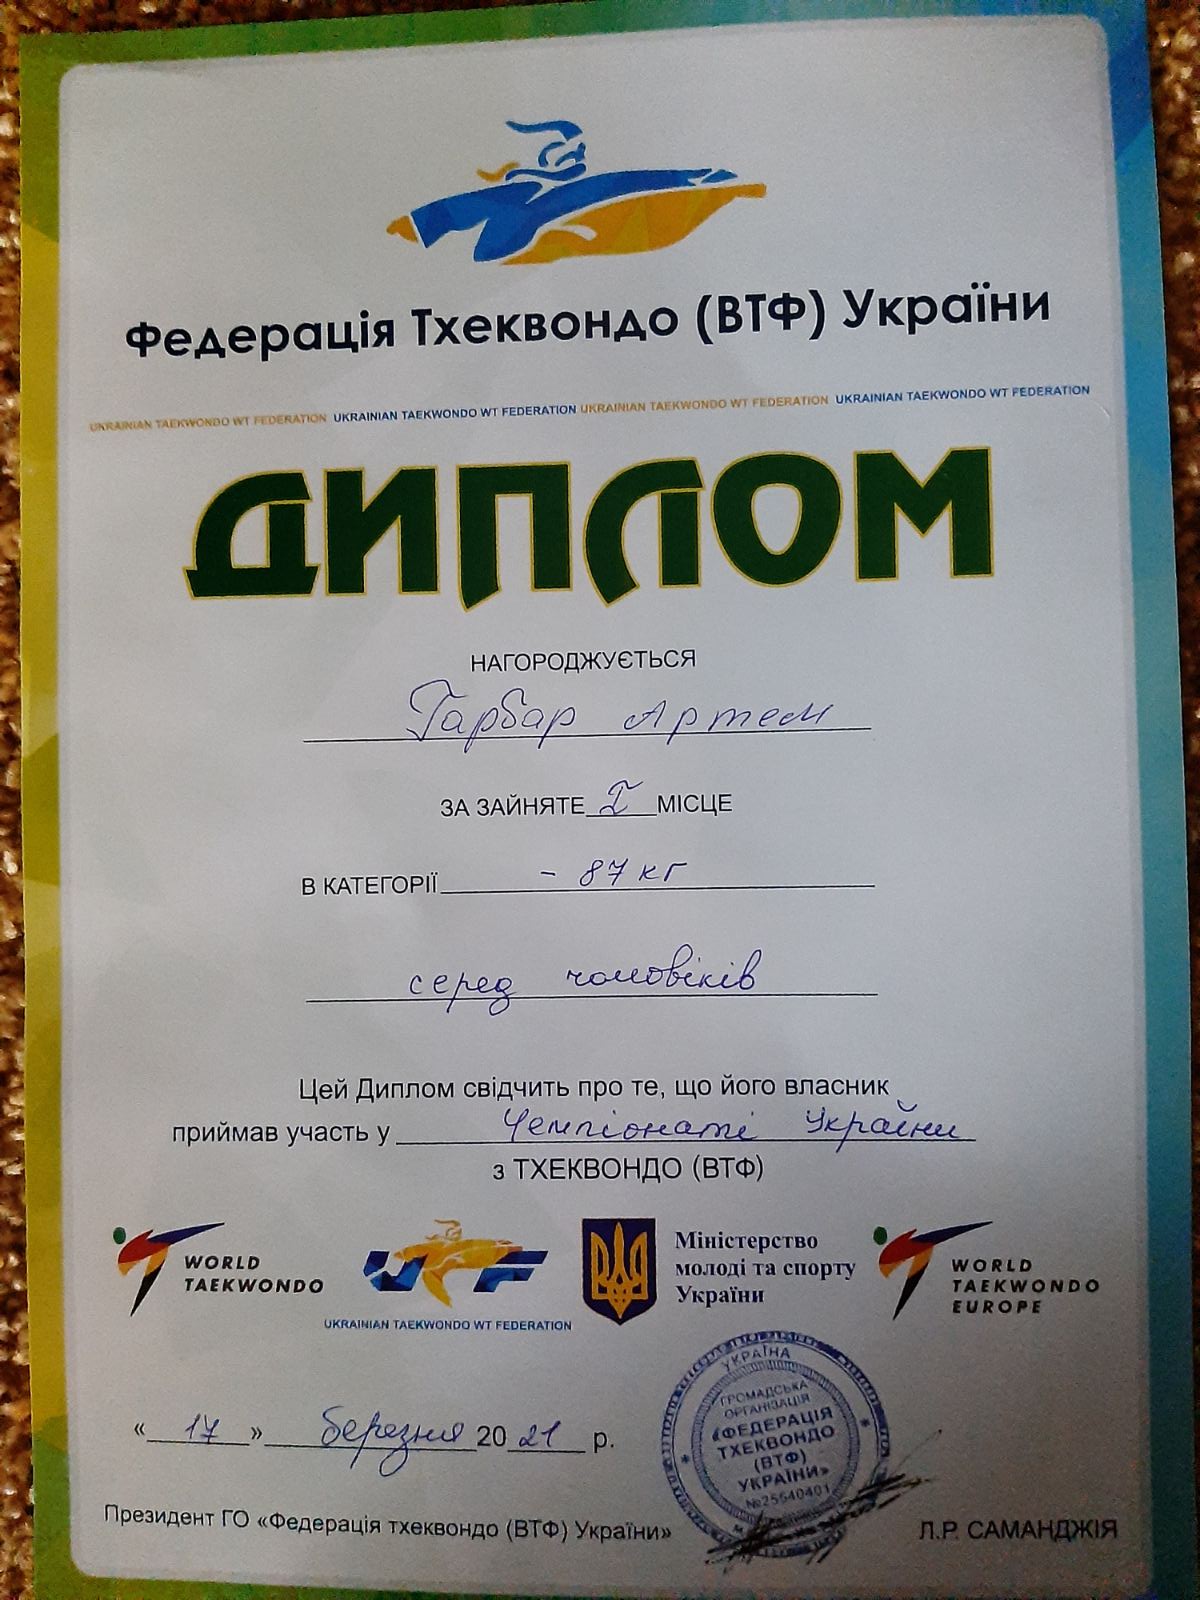 Федерація Тхеквондо (ВТФ) України
UKRAINIAN TAEKWONDO WT FEDERATION UKRAINIAN TAEKWONDO WT FEDERATION UKRAINIAN TAEKWONDO WT FEDERATION UKRAINIAN TAEKWONDO WT FEDERATION
ДИПЛОМ
НАГОРОДЖУЄТЬСЯ
Гарбар Артем
ЗА ЗАЙНЯТЕ I МІСЦЕ
В КАТЕГОРІЇ - 87 кг
серед чоловіків
Цей Диплом свідчить про те, що його власник
приймав участь у Чемпіонаті України
з ТХЕКВОНДО (ВТФ)
WORLD
TAEKWONDO
UTF
UKRAINIAN TAEKWONDO WT FEDERATION
Міністерство
молоді та спорту
України
WORLD
TAEKWONDO
EUROPE
УКРАЇНА
ГРОМАДСЬКА
ОРГАНІЗАЦІЯ
«ФЕДЕРАЦІЯ
ТХЕКВОНДО
(ВТФ)
УКРАЇНИ»
№25640401
« 17 » березня 20 21 р.
Президент ГО «Федерація тхеквондо (ВТФ) України»
Л.Р. САМАНДЖІЯ